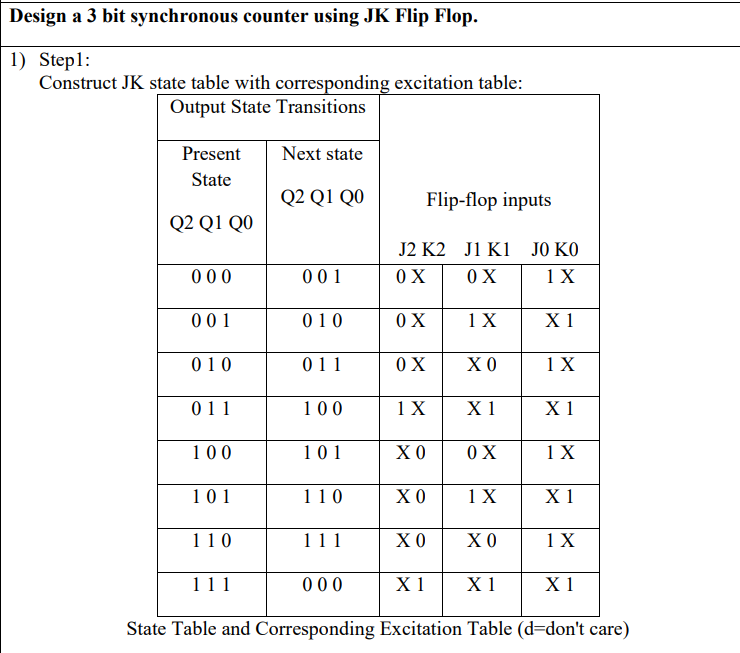 Design a 3 bit synchronous counter using JK Flip Flop.
1) Step1:
Construct JK state table with corresponding excitation table:
Output State Transitions
Present State
Q2 Q1 Q0
Next state
Q2 Q1 Q0
Flip-flop inputs
J2 K2 J1 K1 J0 K0
0 0 0 0 0 1 0 X 0 X 1 X
0 0 1 0 1 0 0 X 1 X X 1
0 1 0 0 1 1 0 X X 0 1 X
0 1 1 1 0 0 1 X X 1 X 1
1 0 0 1 0 1 X 0 0 X 1 X
1 0 1 1 1 0 X 0 1 X X 1
1 1 0 1 1 1 X 0 X 0 1 X
1 1 1 0 0 0 X 1 X 1 X 1
State Table and Corresponding Excitation Table (d=don't care)